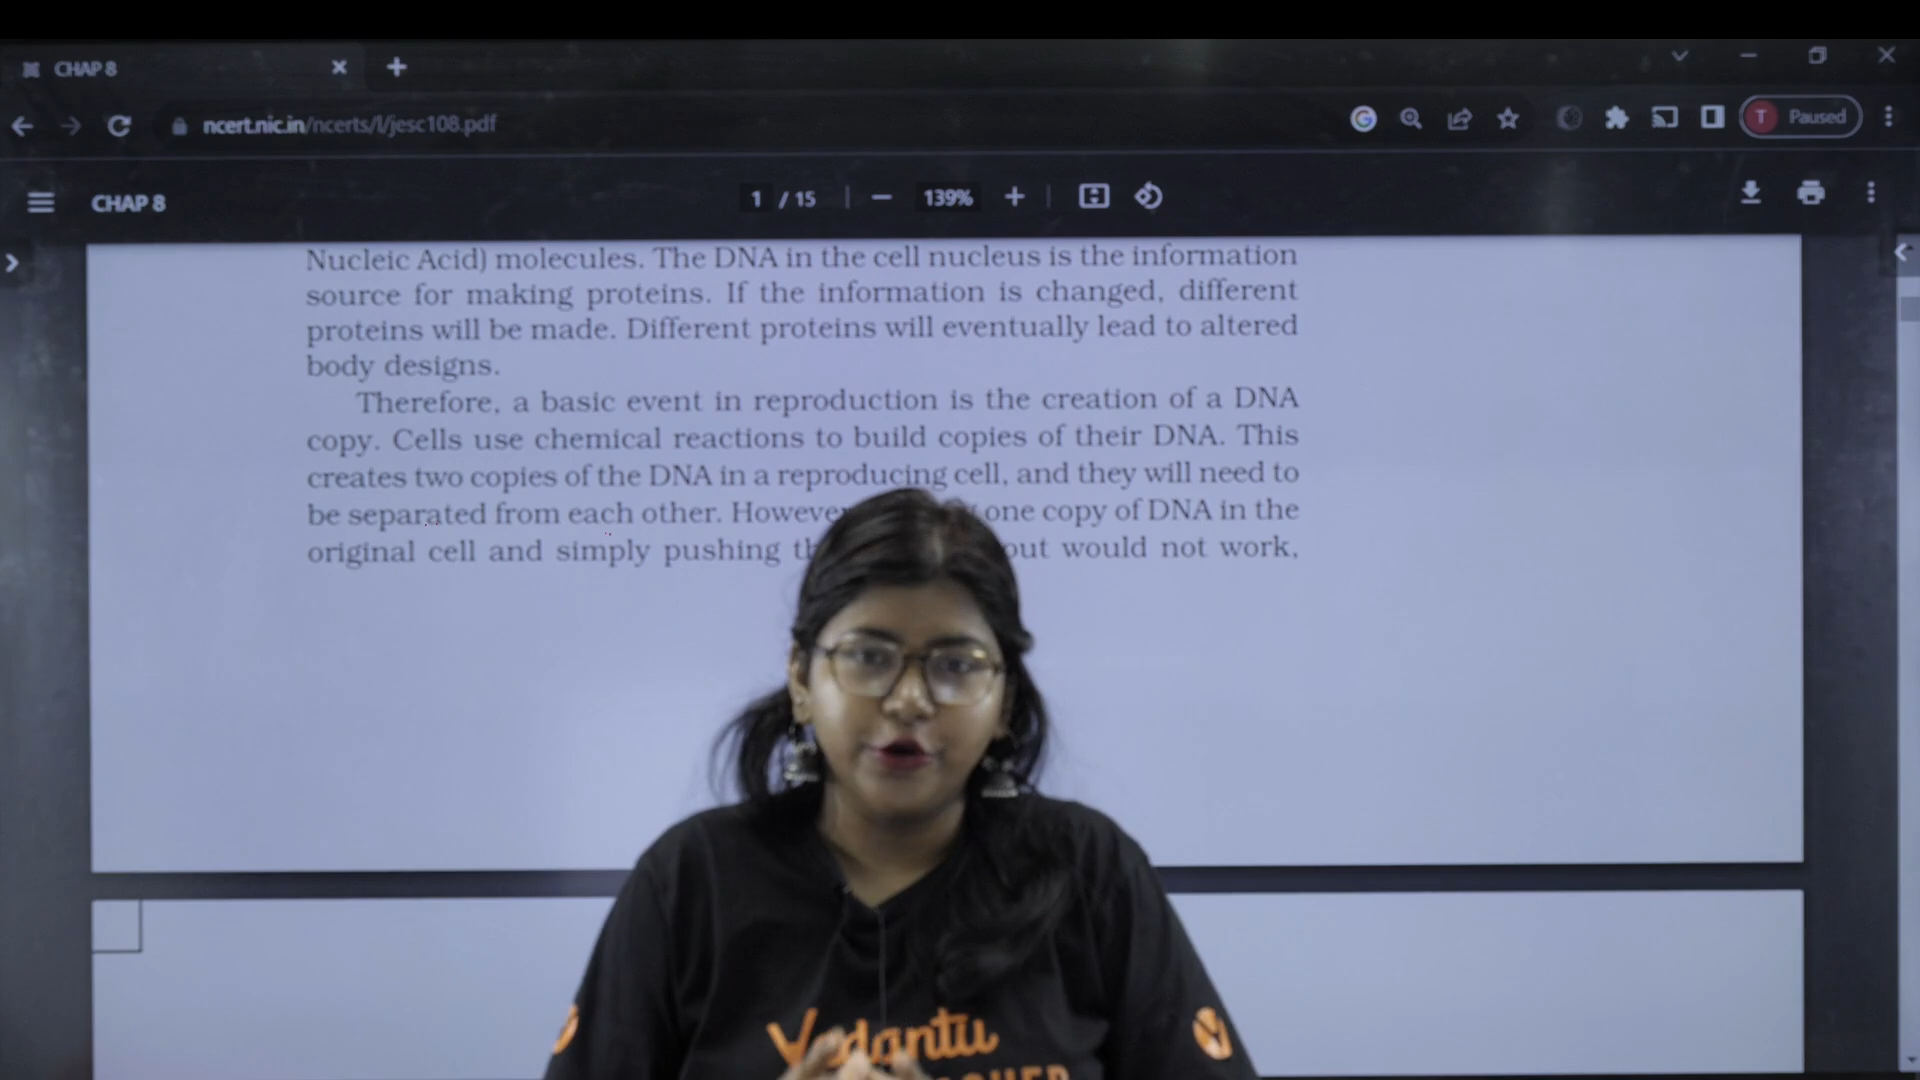 CHAP 8
ncert.nic.in/ncerts/l/jesc108.pdf
T Paused
CHAP 8
1 / 15
139%
Nucleic Acid) molecules. The DNA in the cell nucleus is the information
source for making proteins. If the information is changed, different
proteins will be made. Different proteins will eventually lead to altered
body designs.
Therefore, a basic event in reproduction is the creation of a DNA
copy. Cells use chemical reactions to build copies of their DNA. This
creates two copies of the DNA in a reproducing cell, and they will need to
be separated from each other. However one copy of DNA in the
original cell and simply pushing out would not work,
Vedantu